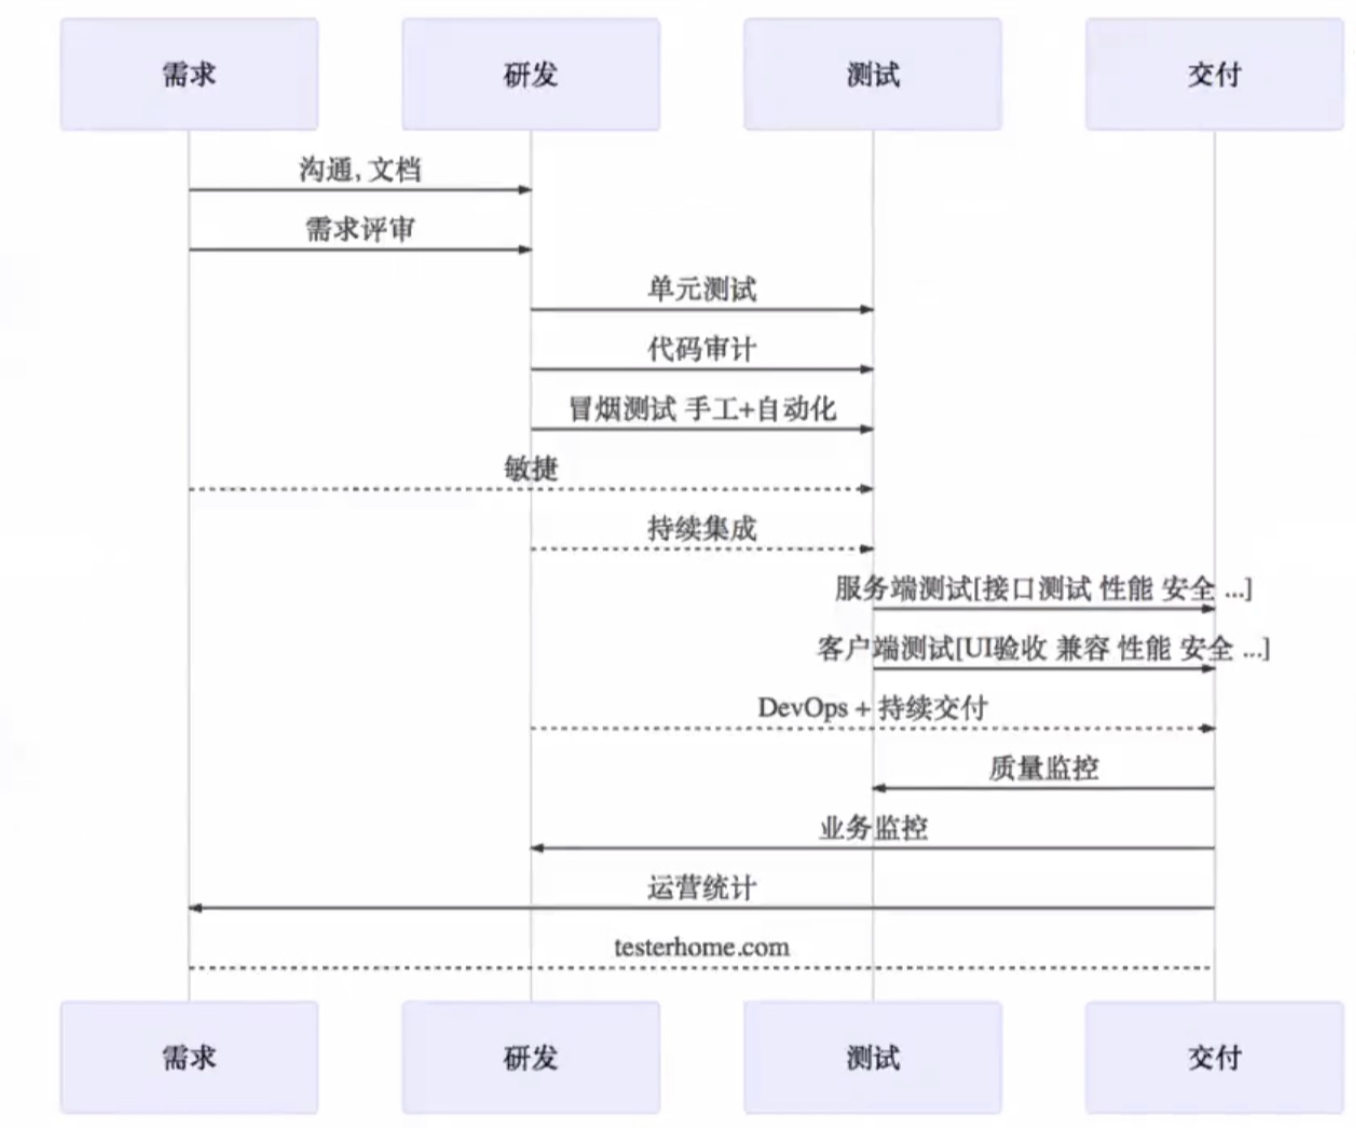 需求
研发
测试
交付
沟通, 文档
需求评审
单元测试
代码审计
冒烟测试 手工+自动化
敏捷
持续集成
服务端测试[接口测试 性能 安全 ...]
客户端测试[UI验收 兼容 性能 安全 ...]
DevOps + 持续交付
质量监控
业务监控
运营统计
testerhome.com
需求
研发
测试
交付